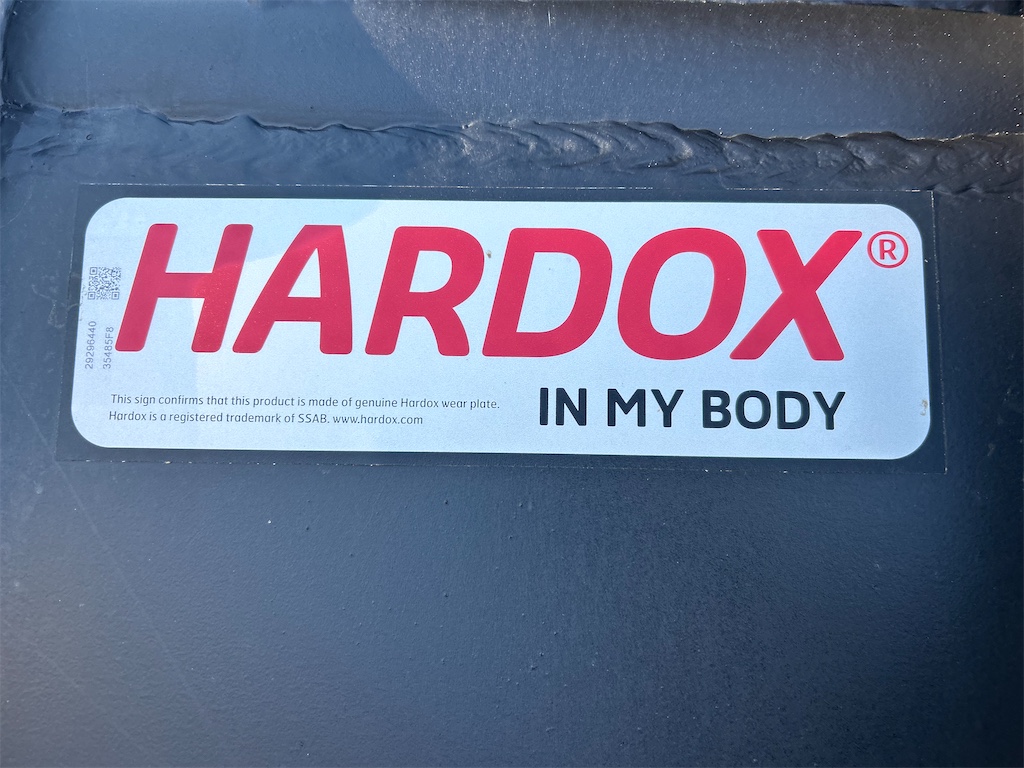 HARDOX®
29296440
35485F8
This sign confirms that this product is made of genuine Hardox wear plate.
Hardox is a registered trademark of SSAB. www.hardox.com
IN MY BODY